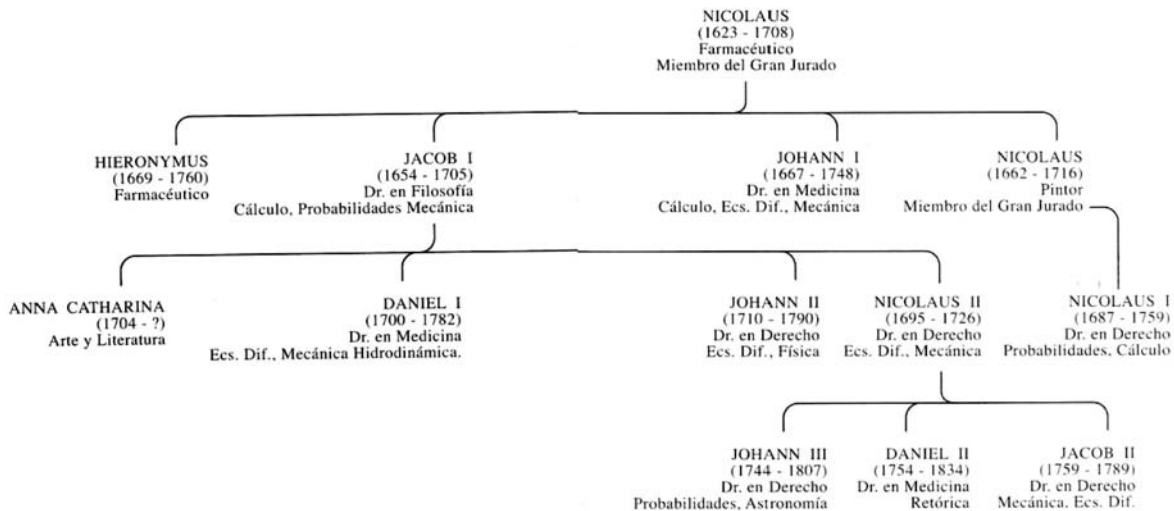 NICOLAUS
(1623 - 1708)
Farmacéutico
Miembro del Gran Jurado
HIERONYMUS
(1669 - 1760)
Farmacéutico
JACOB I
(1654 - 1705)
Dr. en Filosofía
Cálculo, Probabilidades Mecánica
JOHANN I
(1667 - 1748)
Dr. en Medicina
Cálculo, Ecs. Dif., Mecánica
NICOLAUS
(1662 - 1716)
Pintor
Miembro del Gran Jurado
ANNA CATHARINA
(1704 - ?)
Arte y Literatura
DANIEL I
(1700 - 1782)
Dr. en Medicina
Ecs. Dif., Mecánica Hidrodinámica.
JOHANN II
(1710 - 1790)
Dr. en Derecho
Ecs. Dif., Física
NICOLAUS II
(1695 - 1726)
Dr. en Derecho
Ecs. Dif., Mecánica
NICOLAUS I
(1687 - 1759)
Dr. en Derecho
Probabilidades, Cálculo
JOHANN III
(1744 - 1807)
Dr. en Derecho
Probabilidades, Astronomía
DANIEL II
(1754 - 1834)
Dr. en Medicina
Retórica
JACOB II
(1759 - 1789)
Dr. en Derecho
Mecánica, Ecs. Dif.